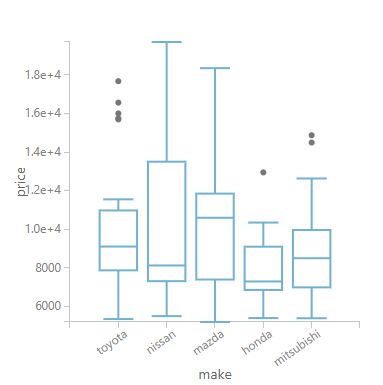 1.8e+4
1.6e+4
1.4e+4
1.2e+4
1.0e+4
8000
6000
price
toyota
nissan
mazda
honda
mitsubishi
make